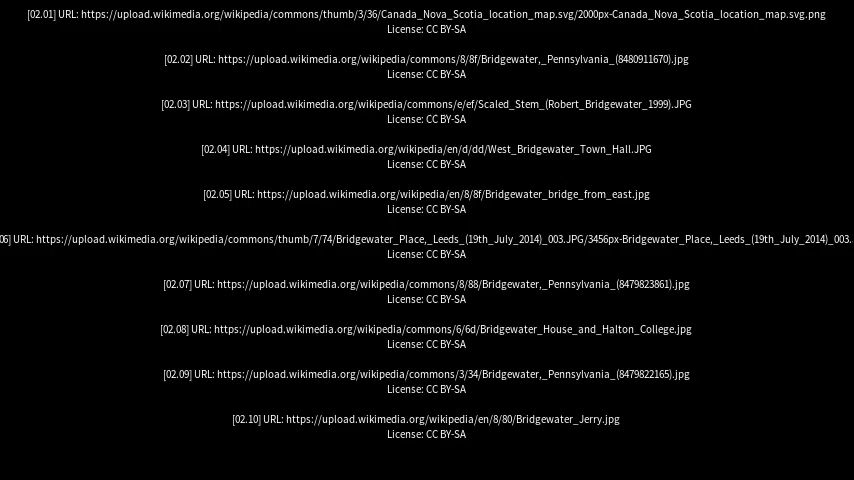 [02.01] URL: https://upload.wikimedia.org/wikipedia/commons/thumb/3/36/Canada_Nova_Scotia_location_map.svg/2000px-Canada_Nova_Scotia_location_map.svg.png
License: CC BY-SA
[02.02] URL: https://upload.wikimedia.org/wikipedia/commons/8/8f/Bridgewater,_Pennsylvania_(8480911670).jpg
License: CC BY-SA
[02.03] URL: https://upload.wikimedia.org/wikipedia/commons/e/ef/Scaled_Stem_(Robert_Bridgewater_1999).JPG
License: CC BY-SA
[02.04] URL: https://upload.wikimedia.org/wikipedia/en/d/dd/West_Bridgewater_Town_Hall.JPG
License: CC BY-SA
[02.05] URL: https://upload.wikimedia.org/wikipedia/en/8/8f/Bridgewater_bridge_from_east.jpg
License: CC BY-SA
06] URL: https://upload.wikimedia.org/wikipedia/commons/thumb/7/74/Bridgewater_Place,_Leeds_(19th_July_2014)_003.JPG/3456px-Bridgewater_Place,_Leeds_(19th_July_2014)_003.
License: CC BY-SA
[02.07] URL: https://upload.wikimedia.org/wikipedia/commons/8/88/Bridgewater,_Pennsylvania_(8479823861).jpg
License: CC BY-SA
[02.08] URL: https://upload.wikimedia.org/wikipedia/commons/6/6d/Bridgewater_House_and_Halton_College.jpg
License: CC BY-SA
[02.09] URL: https://upload.wikimedia.org/wikipedia/commons/3/34/Bridgewater,_Pennsylvania_(8479822165).jpg
License: CC BY-SA
[02.10] URL: https://upload.wikimedia.org/wikipedia/en/8/80/Bridgewater_Jerry.jpg
License: CC BY-SA